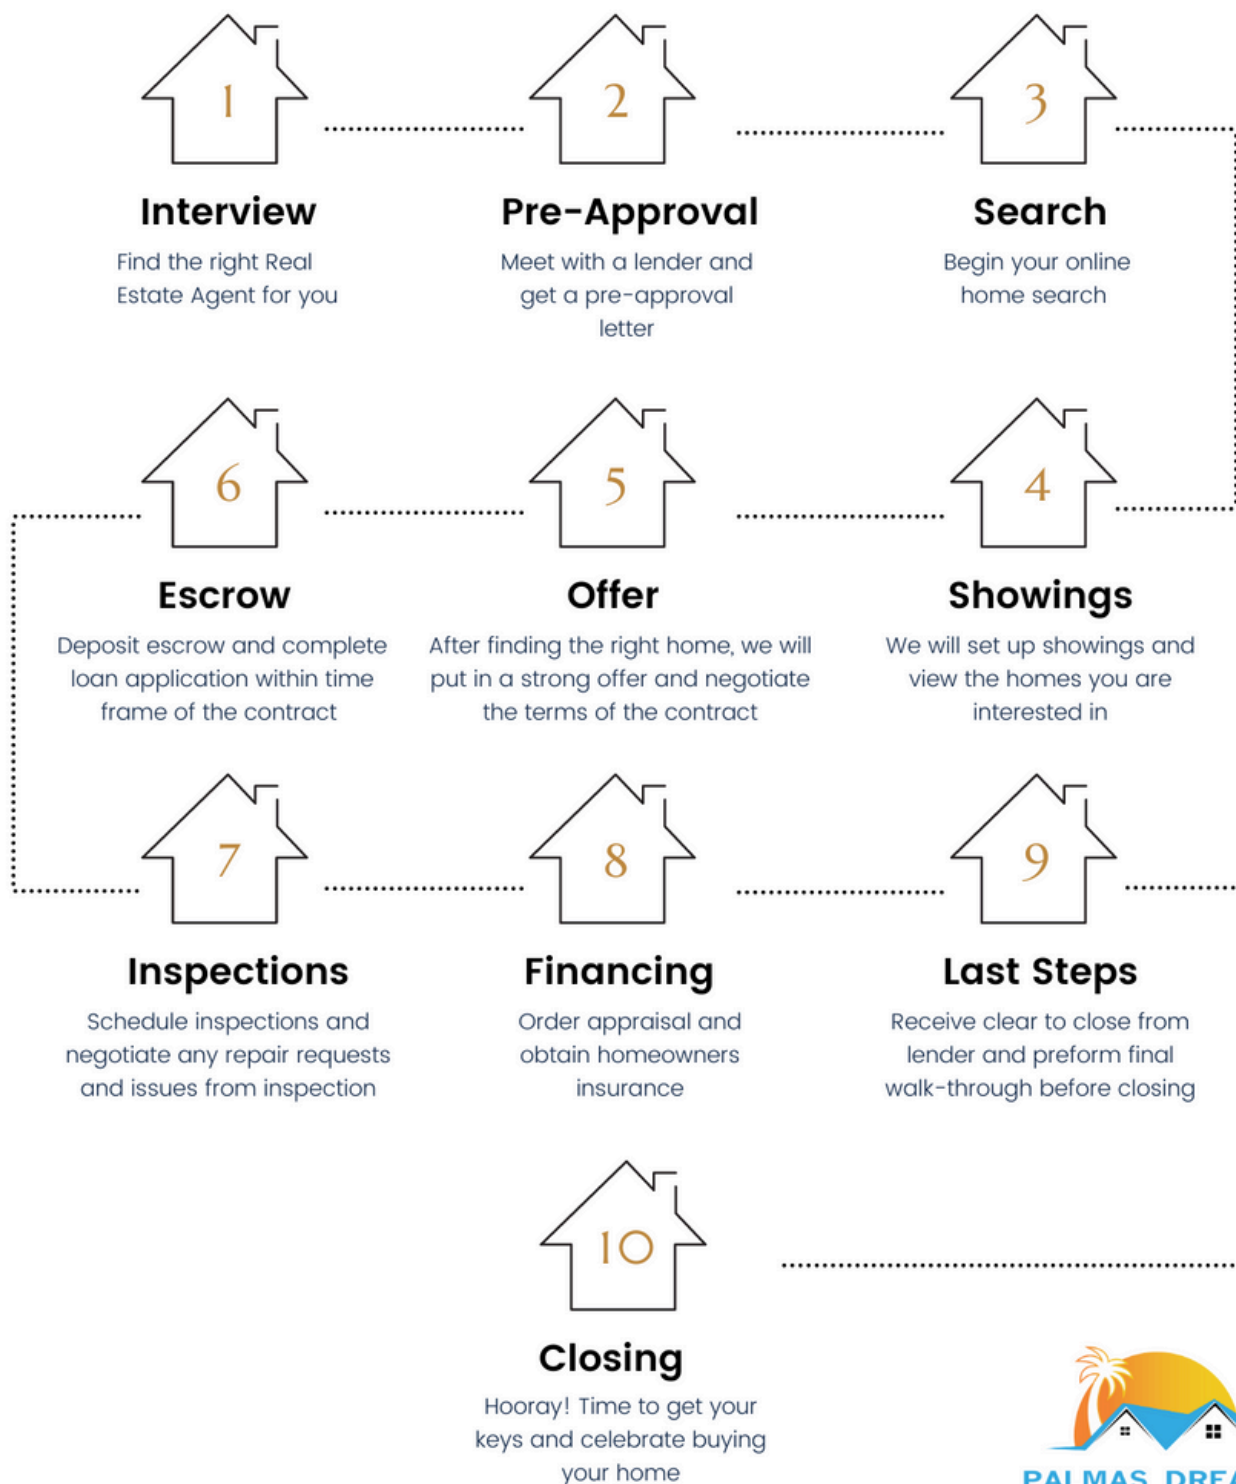 1
Interview
Find the right Real
Estate Agent for you
2
Pre-Approval
Meet with a lender and
get a pre-approval
letter
3
Search
Begin your online
home search
4
Showings
We will set up showings and
view the homes you are
interested in
5
Offer
After finding the right home, we will
put in a strong offer and negotiate
the terms of the contract
6
Escrow
Deposit escrow and complete
loan application within time
frame of the contract
7
Inspections
Schedule inspections and
negotiate any repair requests
and issues from inspection
8
Financing
Order appraisal and
obtain homeowners
insurance
9
Last Steps
Receive clear to close from
lender and preform final
walk-through before closing
10
Closing
Hooray! Time to get your
keys and celebrate buying
your home
PALMAS